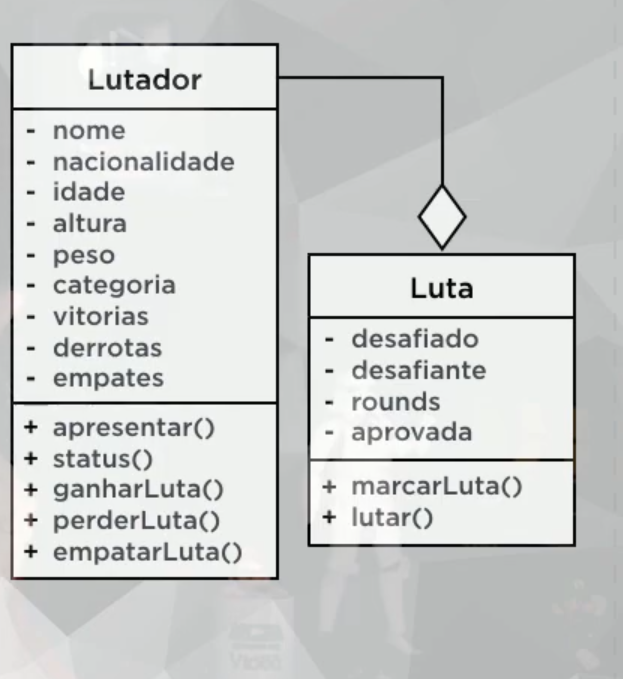 Lutador
- nome
- nacionalidade
- idade
- altura
- peso
- categoria
- vitorias
- derrotas
- empates
+ apresentar()
+ status()
+ ganharLuta()
+ perderLuta()
+ empatarLuta()
Luta
- desafiado
- desafiante
- rounds
- aprovada
+ marcarLuta()
+ lutar()